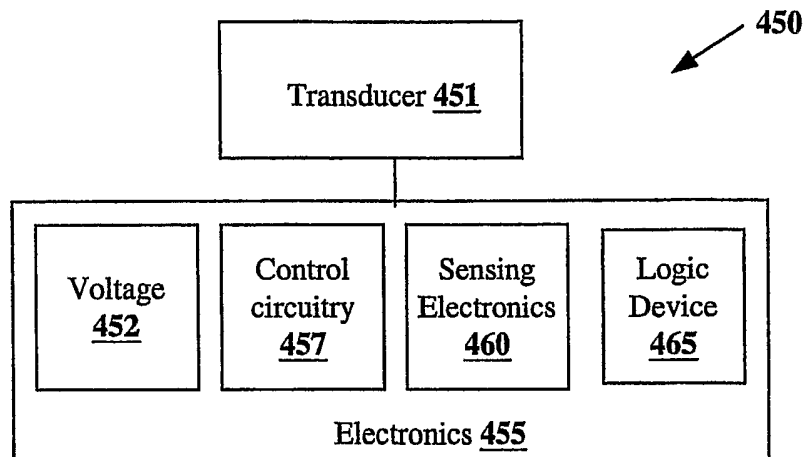 450
Transducer 451
Voltage
452
Control
circuitry
457
Sensing
Electronics
460
Logic
Device
465
Electronics 455